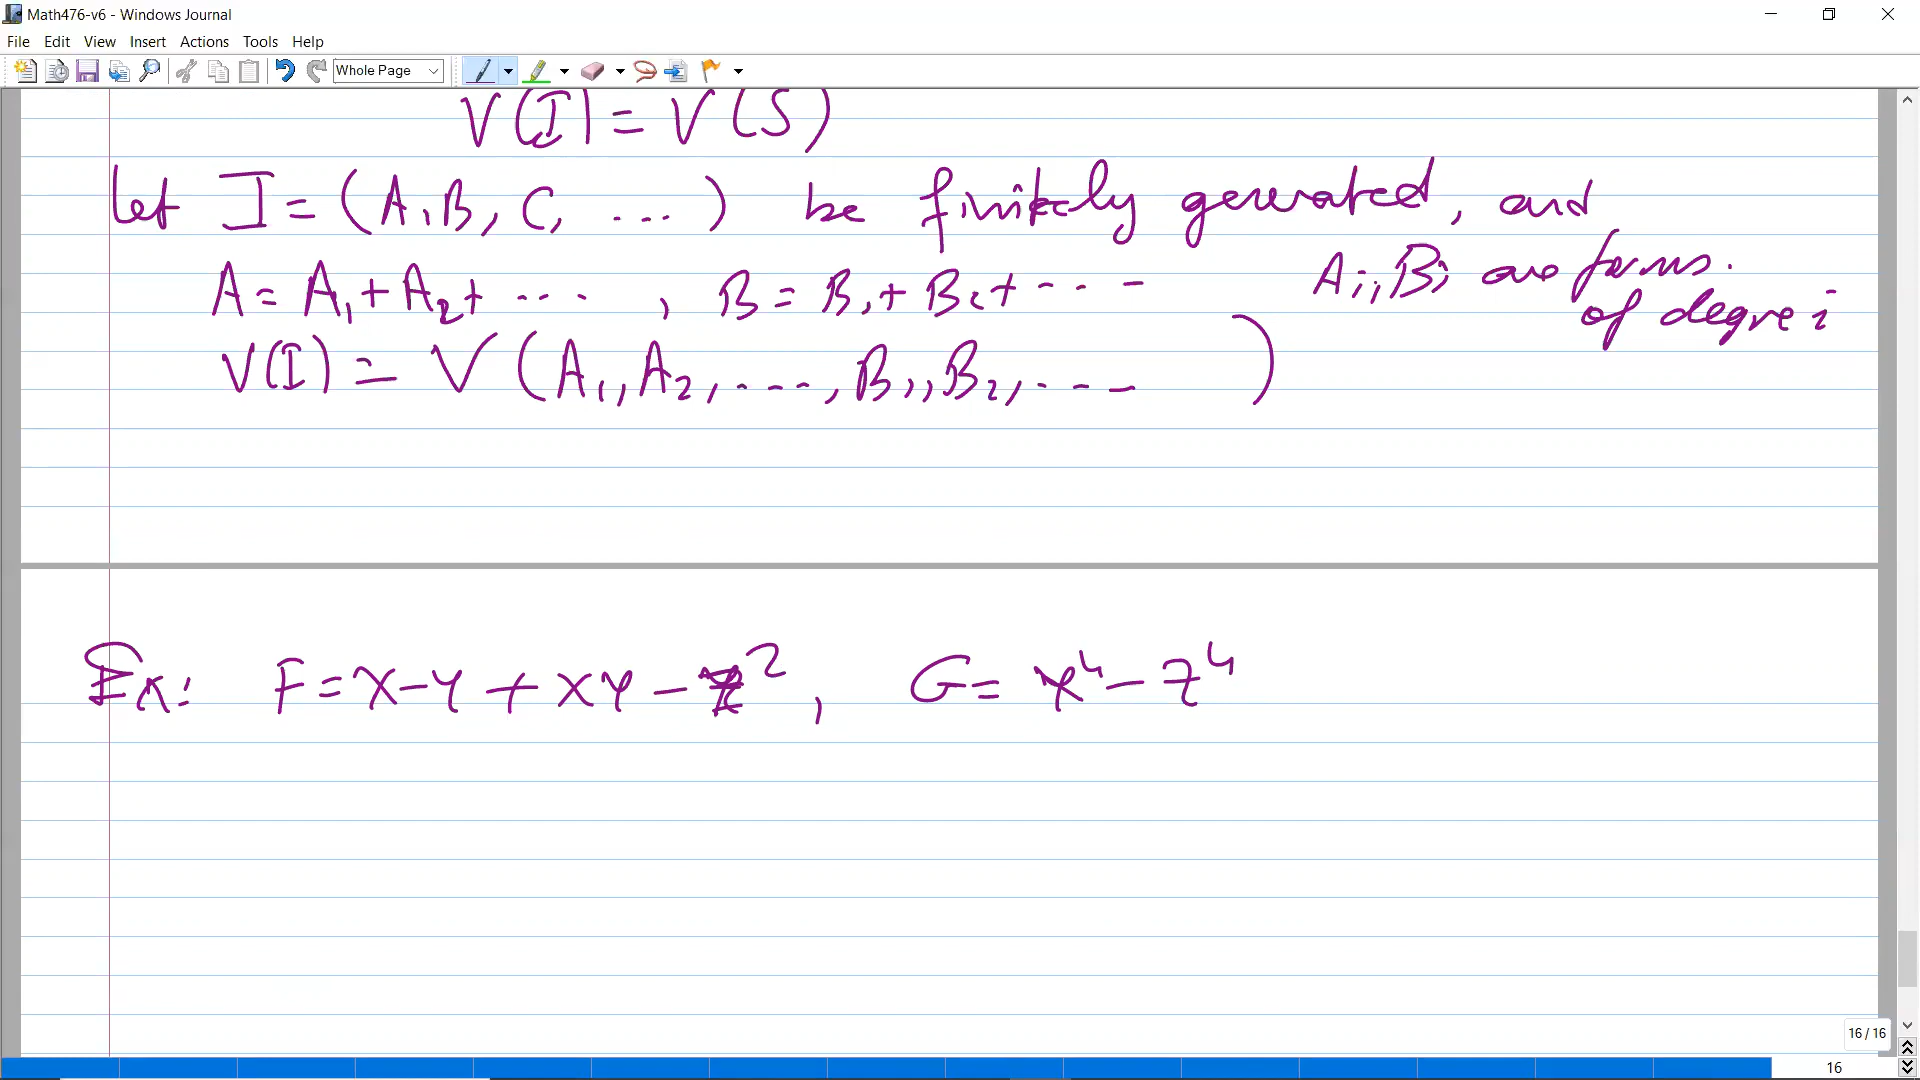 Math476-v6 - Windows Journal
File Edit View Insert Actions Tools Help
Whole Page
V(I) = V(S)
let I = (A, B, C, ...) be finitely generated, and
A = A₁ + A₂ + ... , B = B₁ + B₂ + ... Ai, Bi are forms.
of degre i
V(I) = V(A₁, A₂, ..., B₁, B₂, ... )
Ex: F = X - Y + XY - Z², G = X⁴ - Z⁴
16 / 16
16